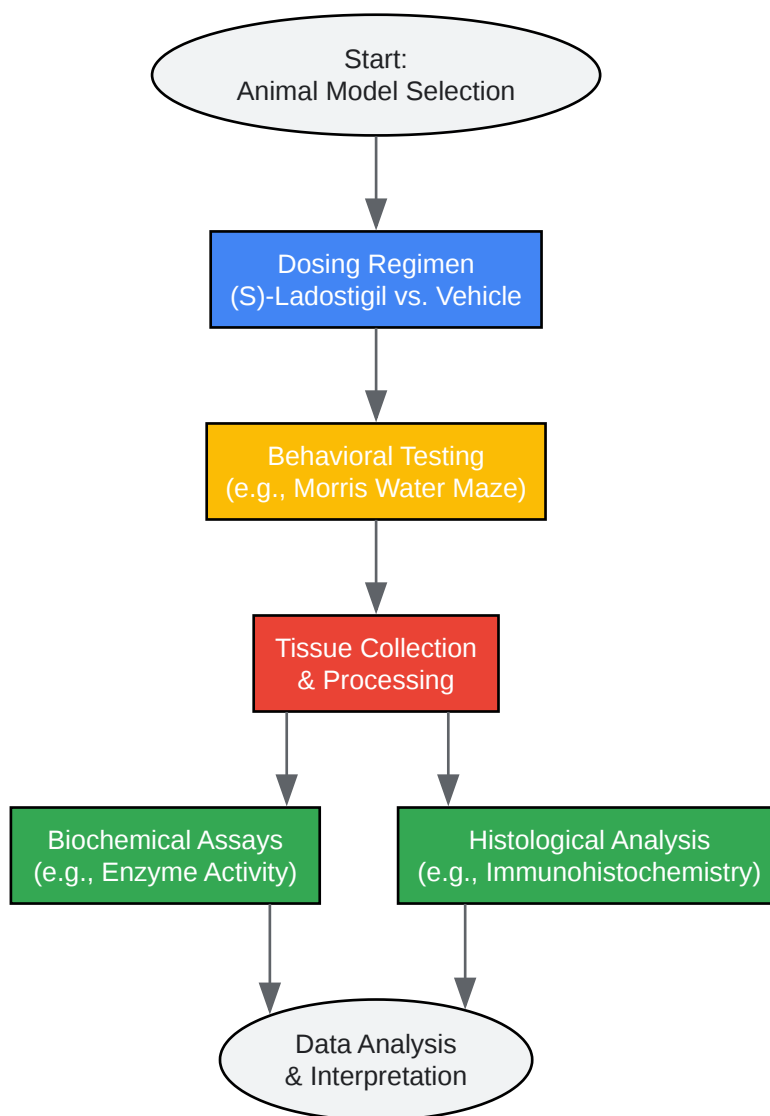 Start:
Animal Model Selection
Dosing Regimen
(S)-Ladostigil vs. Vehicle
Behavioral Testing
(e.g., Morris Water Maze)
Tissue Collection
& Processing
Biochemical Assays
(e.g., Enzyme Activity)
Histological Analysis
(e.g., Immunohistochemistry)
Data Analysis
& Interpretation